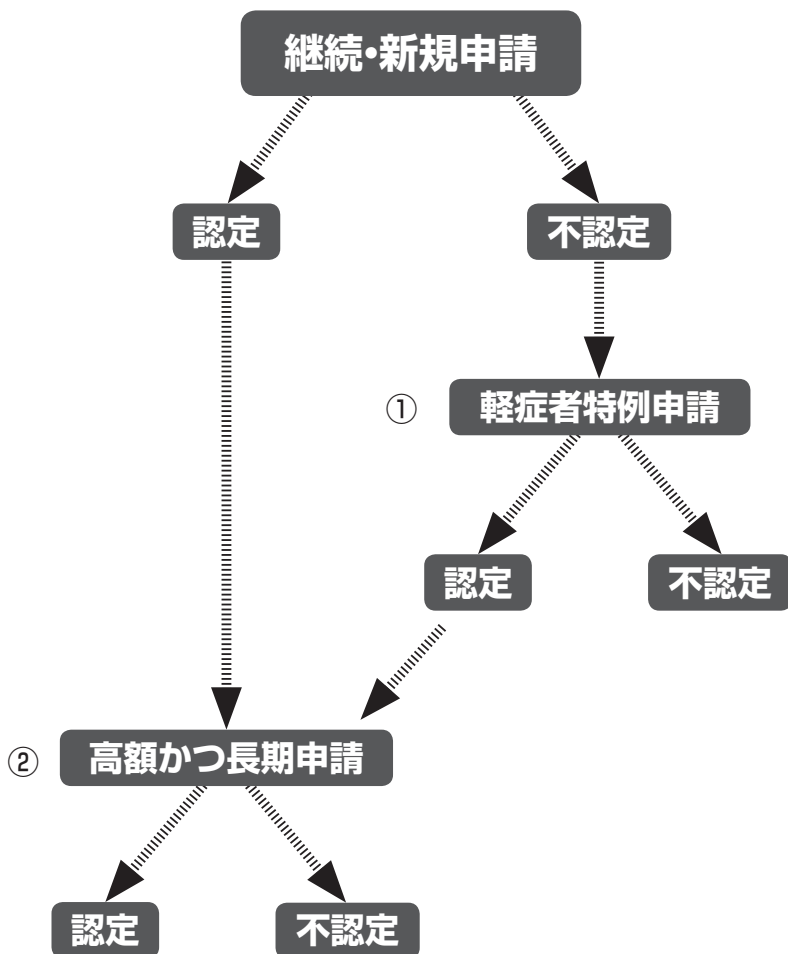 継続・新規申請
認定
不認定
① 軽症者特例申請
認定
不認定
② 高額かつ長期申請
認定
不認定